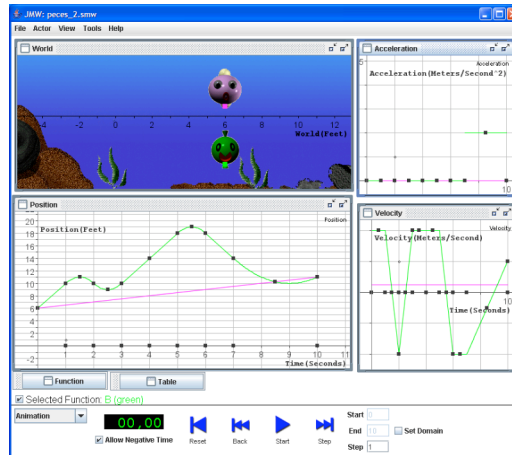 JMW: peces_2.smw
File Actor View Tools Help
World
-4 -2 0 2 4 6 8 10 12
World(Feet)
Acceleration
5
Acceleration
Acceleration(Meters/Second^2)
10
Position
Position
Position(Feet)
20
18
16
14
12
10
8
6
4
2
-2
1 2 3 4 5 6 7 8 9 10 11
Time(Seconds)
Velocity
Velocity
Velocity(Meters/Second)
10
Time(Seconds)
Function
Table
Selected Function: B (green)
Animation
00,00
Allow Negative Time
Reset
Back
Start
Step
Start 0
End 10
Set Domain
Step 1